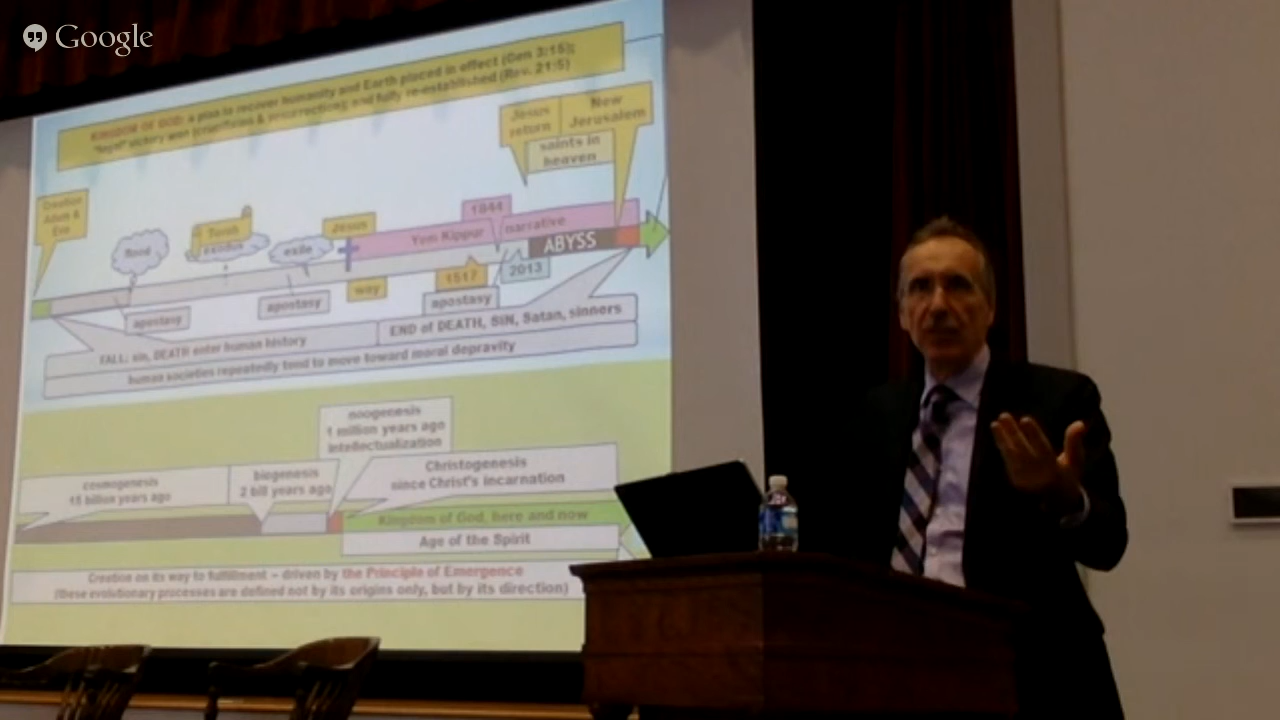 Google
KINGDOM OF GOD: a plan to recover humanity and Earth placed in effect (Gen 3:15);
"legal" victory won (crucifixion & resurrection); and fully re-established (Rev. 21:5)
Jesus
return
New
Jerusalem
saints in
heaven
Creation
Adam &
Eve
flood
Torah
exodus
exile
Jesus
1844
Yom Kippur
narrative
ABYSS
way
1517
2013
apostasy
apostasy
apostasy
FALL: sin, DEATH enter human history
END of DEATH, SIN, Satan, sinners
human societies repeatedly tend to move toward moral depravity
noogenesis
1 million years ago
intellectualization
cosmogenesis
15 billion years ago
biogenesis
2 bill years ago
Christogenesis
since Christ's incarnation
Kingdom of God, here and now
Age of the Spirit
Creation on its way to fulfillment – driven by the Principle of Emergence
(these evolutionary processes are defined not by its origins only, but by its direction)